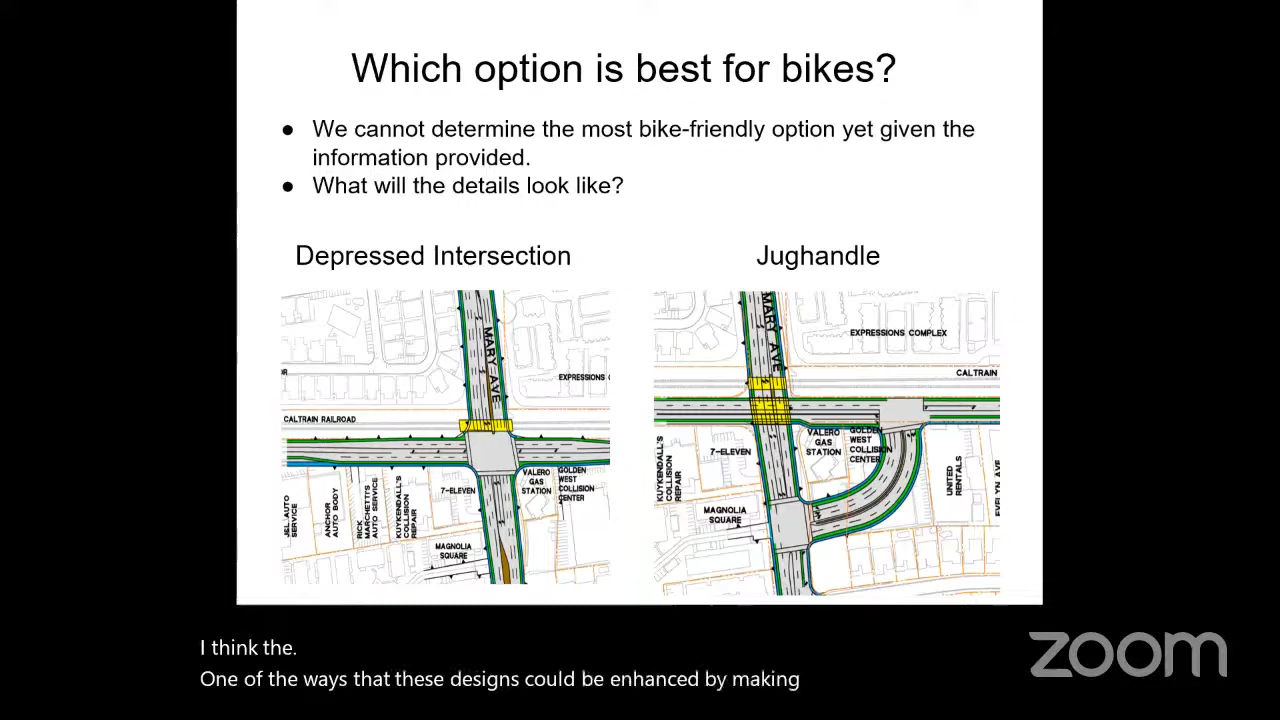 Which option is best for bikes?
● We cannot determine the most bike-friendly option yet given the
information provided.
● What will the details look like?
Depressed Intersection
Jughandle
MARY AVE
EXPRESSIONS
CALTRAIN RAILROAD
7-ELEVEN
VALERO
GAS
STATION
GOLDEN
WEST
COLLISION
CENTER
ANCHOR
AUTO BODY
RICK
MARCHETTI'S
AUTO SERVICE
KUYKENDALL'S
COLLISION
REPAIR
AUTO
SERVICE
MAGNOLIA
SQUARE
MARY AVE
EXPRESSIONS COMPLEX
CALTRAIN
KUYKENDALL'S
COLLISION
REPAIR
7-ELEVEN
VALERO
GAS
STATION
GOLDEN
WEST
COLLISION
CENTER
UNITED
RENTALS
EVELYN AVE
MAGNOLIA
SQUARE
I think the.
One of the ways that these designs could be enhanced by making
zoom